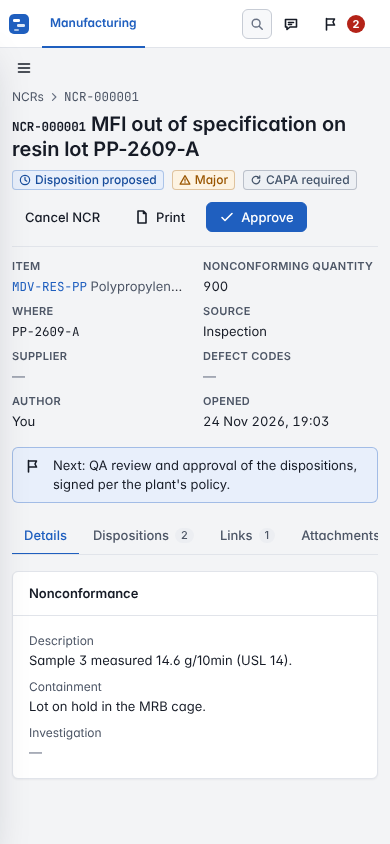 Manufacturing
2
NCRs > NCR-000001
NCR-000001 MFI out of specification on
resin lot PP-2609-A
Disposition proposed
Major
CAPA required
Cancel NCR
Print
Approve
ITEM
MDV-RES-PP Polypropylen...
NONCONFORMING QUANTITY
900
WHERE
PP-2609-A
SOURCE
Inspection
SUPPLIER
—
DEFECT CODES
—
AUTHOR
You
OPENED
24 Nov 2026, 19:03
Next: QA review and approval of the dispositions,
signed per the plant's policy.
Details
Dispositions 2
Links 1
Attachments
Nonconformance
Description
Sample 3 measured 14.6 g/10min (USL 14).
Containment
Lot on hold in the MRB cage.
Investigation
—